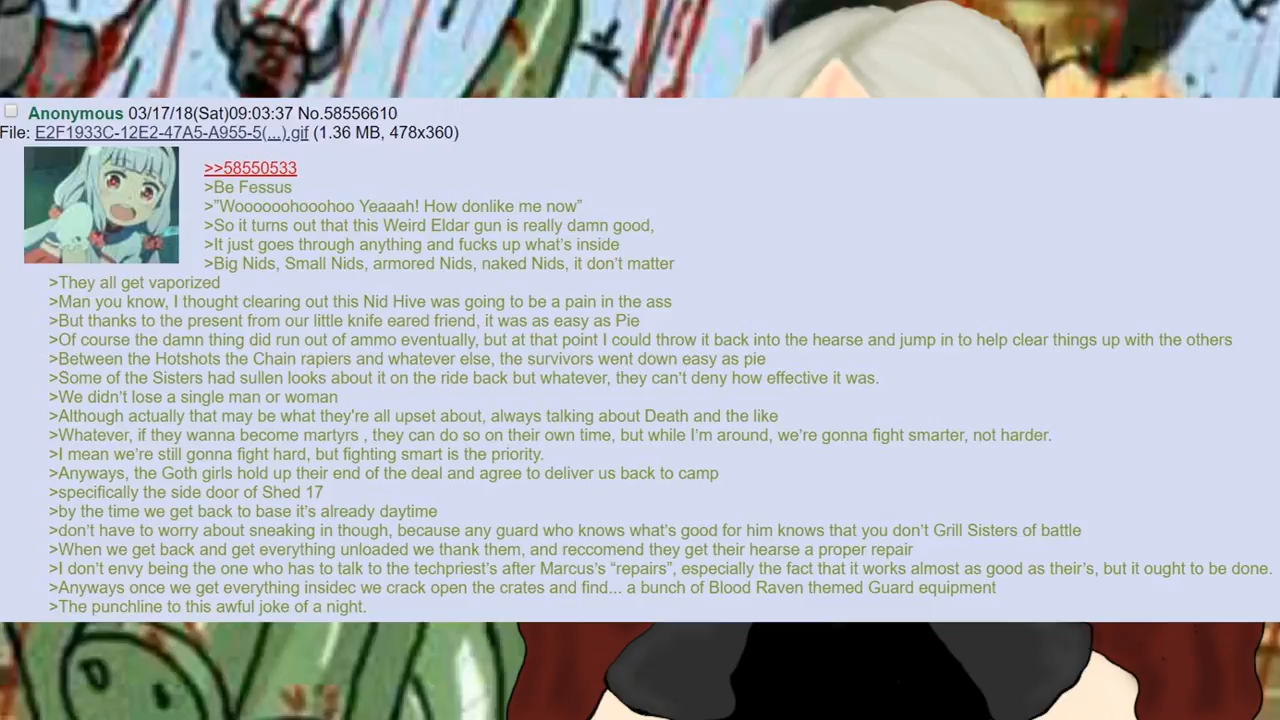 Anonymous 03/17/18(Sat)09:03:37 No.58556610
File: E2F1933C-12E2-47A5-A955-5(...).gif (1.36 MB, 478x360)
>>58550533
>Be Fessus
>”Woooooohooohoo Yeaaah! How donlike me now”
>So it turns out that this Weird Eldar gun is really damn good,
>It just goes through anything and fucks up what’s inside
>Big Nids, Small Nids, armored Nids, naked Nids, it don’t matter
>They all get vaporized
>Man you know, I thought clearing out this Nid Hive was going to be a pain in the ass
>But thanks to the present from our little knife eared friend, it was as easy as Pie
>Of course the damn thing did run out of ammo eventually, but at that point I could throw it back into the hearse and jump in to help clear things up with the others
>Between the Hotshots the Chain rapiers and whatever else, the survivors went down easy as pie
>Some of the Sisters had sullen looks about it on the ride back but whatever, they can’t deny how effective it was.
>We didn’t lose a single man or woman
>Although actually that may be what they're all upset about, always talking about Death and the like
>Whatever, if they wanna become martyrs , they can do so on their own time, but while I’m around, we’re gonna fight smarter, not harder.
>I mean we’re still gonna fight hard, but fighting smart is the priority.
>Anyways, the Goth girls hold up their end of the deal and agree to deliver us back to camp
>specifically the side door of Shed 17
>by the time we get back to base it’s already daytime
>don’t have to worry about sneaking in though, because any guard who knows what’s good for him knows that you don’t Grill Sisters of battle
>When we get back and get everything unloaded we thank them, and reccomend they get their hearse a proper repair
>I don’t envy being the one who has to talk to the techpriest’s after Marcus’s “repairs”, especially the fact that it works almost as good as their’s, but it ought to be done.
>Anyways once we get everything insidec we crack open the crates and find... a bunch of Blood Raven themed Guard equipment
>The punchline to this awful joke of a night.